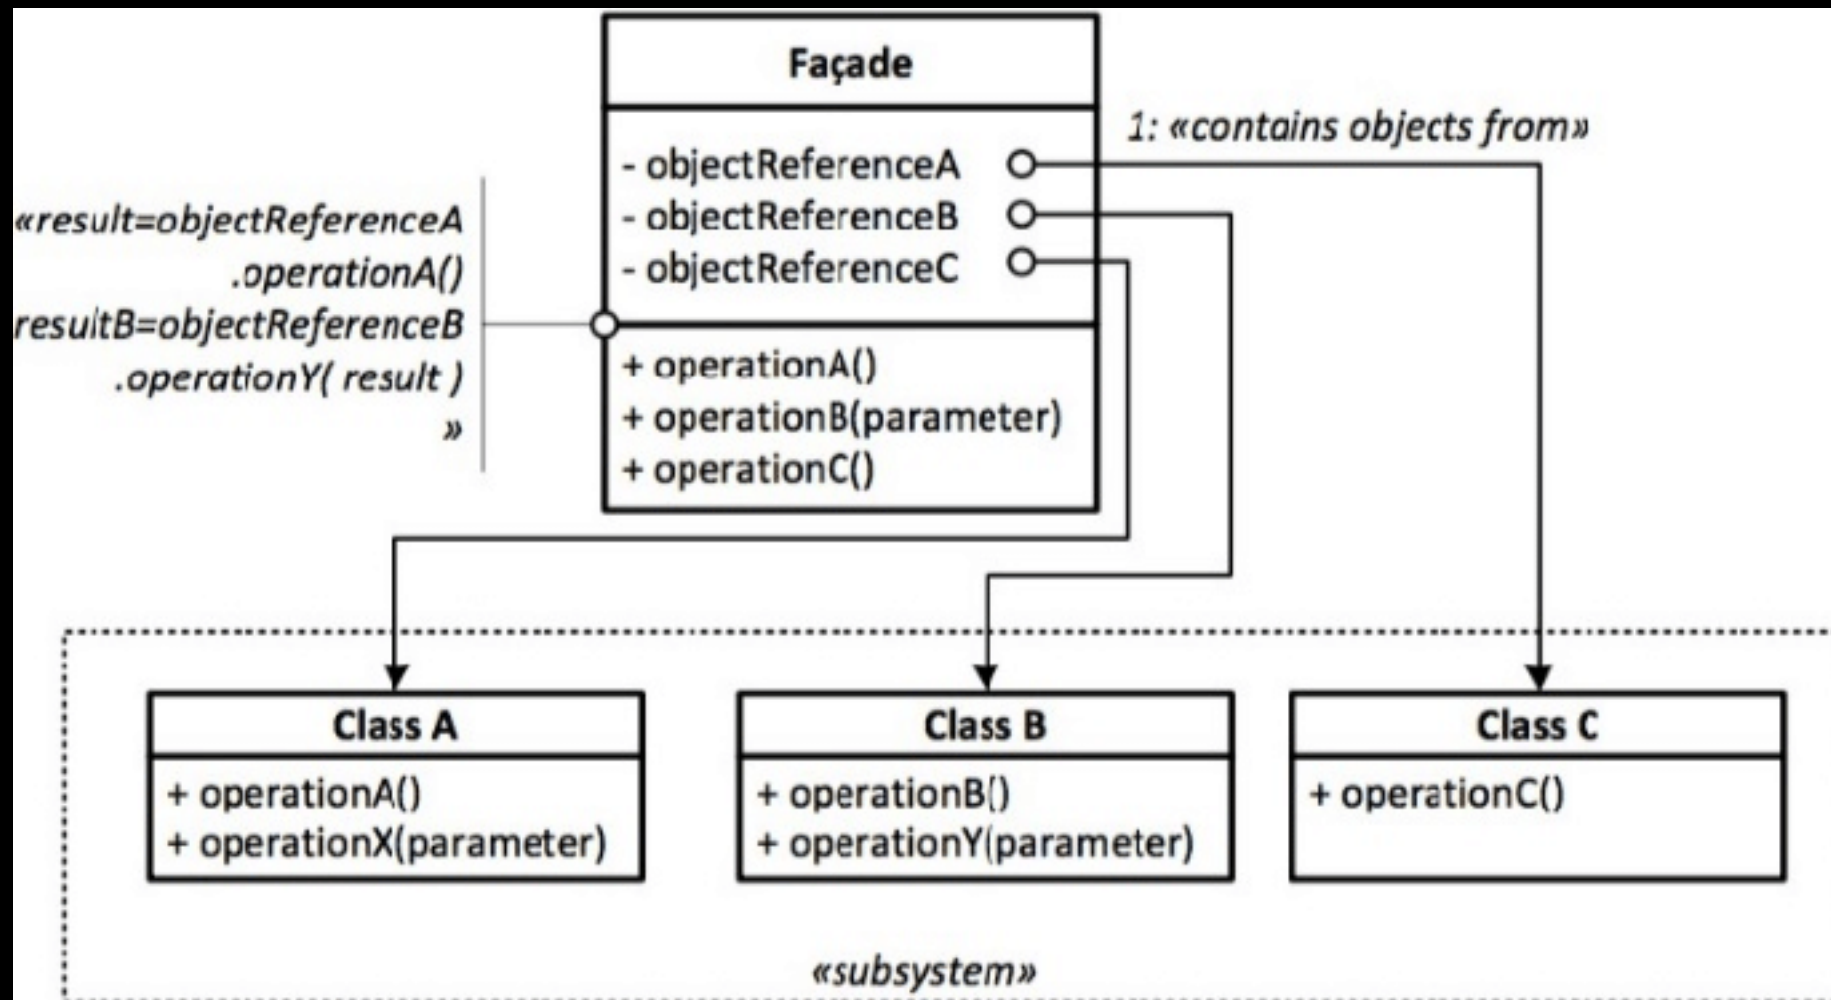 Façade
1: «contains objects from»
- objectReferenceA
- objectReferenceB
- objectReferenceC
«result=objectReferenceA
.operationA()
resultB=objectReferenceB
.operationY( result )
»
+ operationA()
+ operationB(parameter)
+ operationC()
Class A
+ operationA()
+ operationX(parameter)
Class B
+ operationB()
+ operationY(parameter)
Class C
+ operationC()
«subsystem»